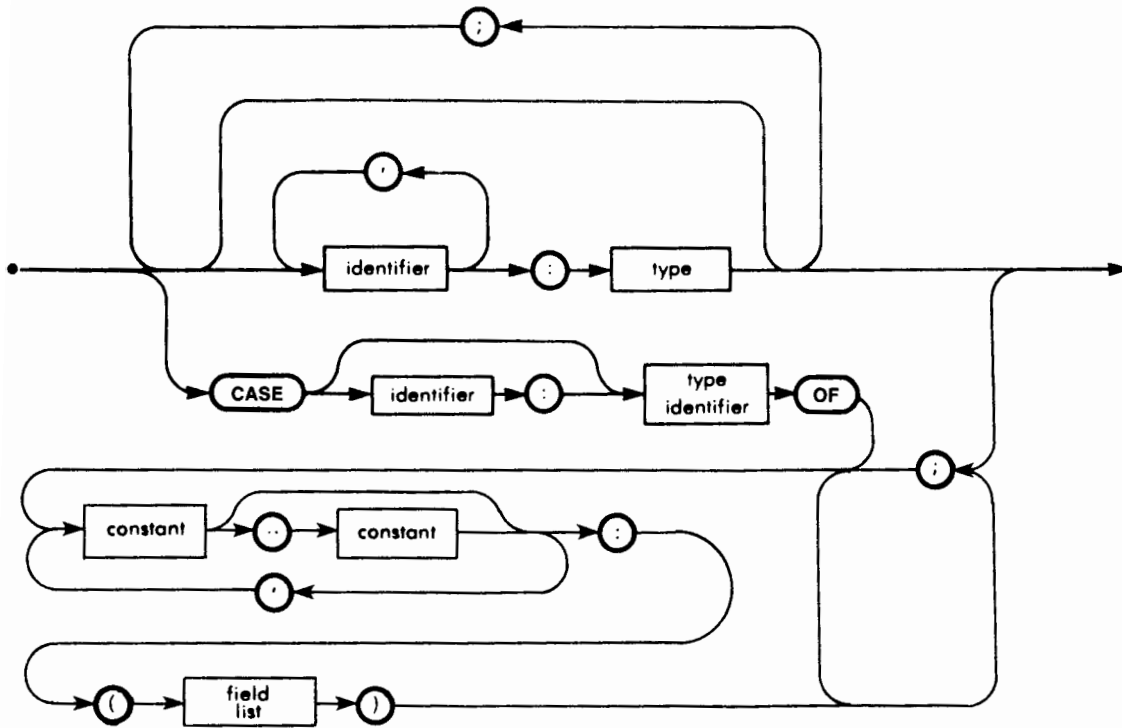 ;
,
identifier : type
CASE identifier : type identifier OF
;
constant .. constant :
,
( field list )